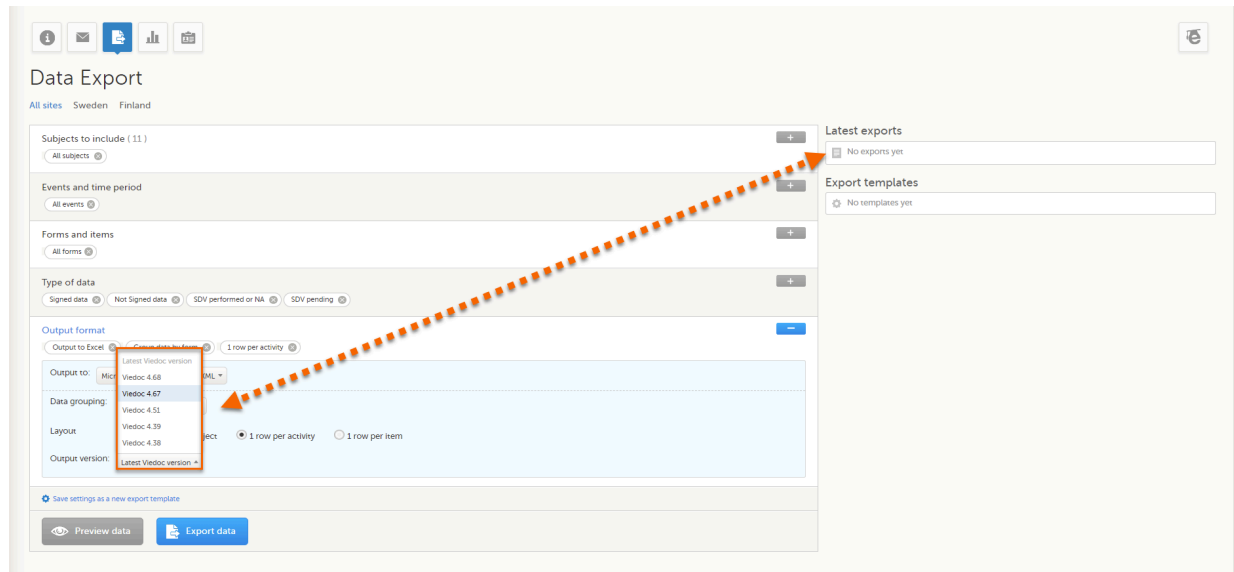 Data Export
All sites Sweden Finland
Subjects to include ( 11 )
All subjects
Events and time period
All events
Forms and items
All forms
Type of data
Signed data Not Signed data SDV performed or NA SDV pending
Output format
Output to Excel Group data by form 1 row per activity
Latest Viedoc version
Output to:
Viedoc 4.68
Viedoc 4.67
Data grouping:
Viedoc 4.51
Viedoc 4.39
Layout 1 row per activity 1 row per item
Viedoc 4.38
Output version: Latest Viedoc version
Save settings as a new export template
Preview data Export data
Latest exports
No exports yet
Export templates
No templates yet